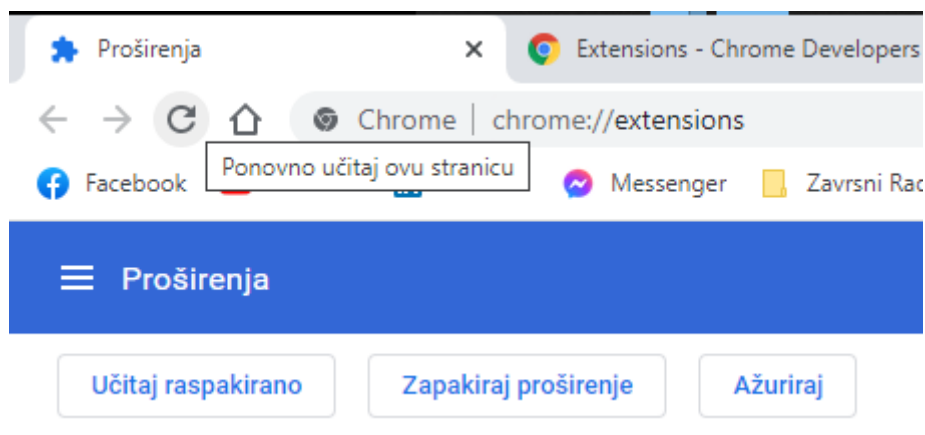 Proširenja
Extensions - Chrome Developers
Chrome | chrome://extensions
Ponovno učitaj ovu stranicu
Facebook
Messenger
Zavrsni Rad
Proširenja
Učitaj raspakirano
Zapakiraj proširenje
Ažuriraj